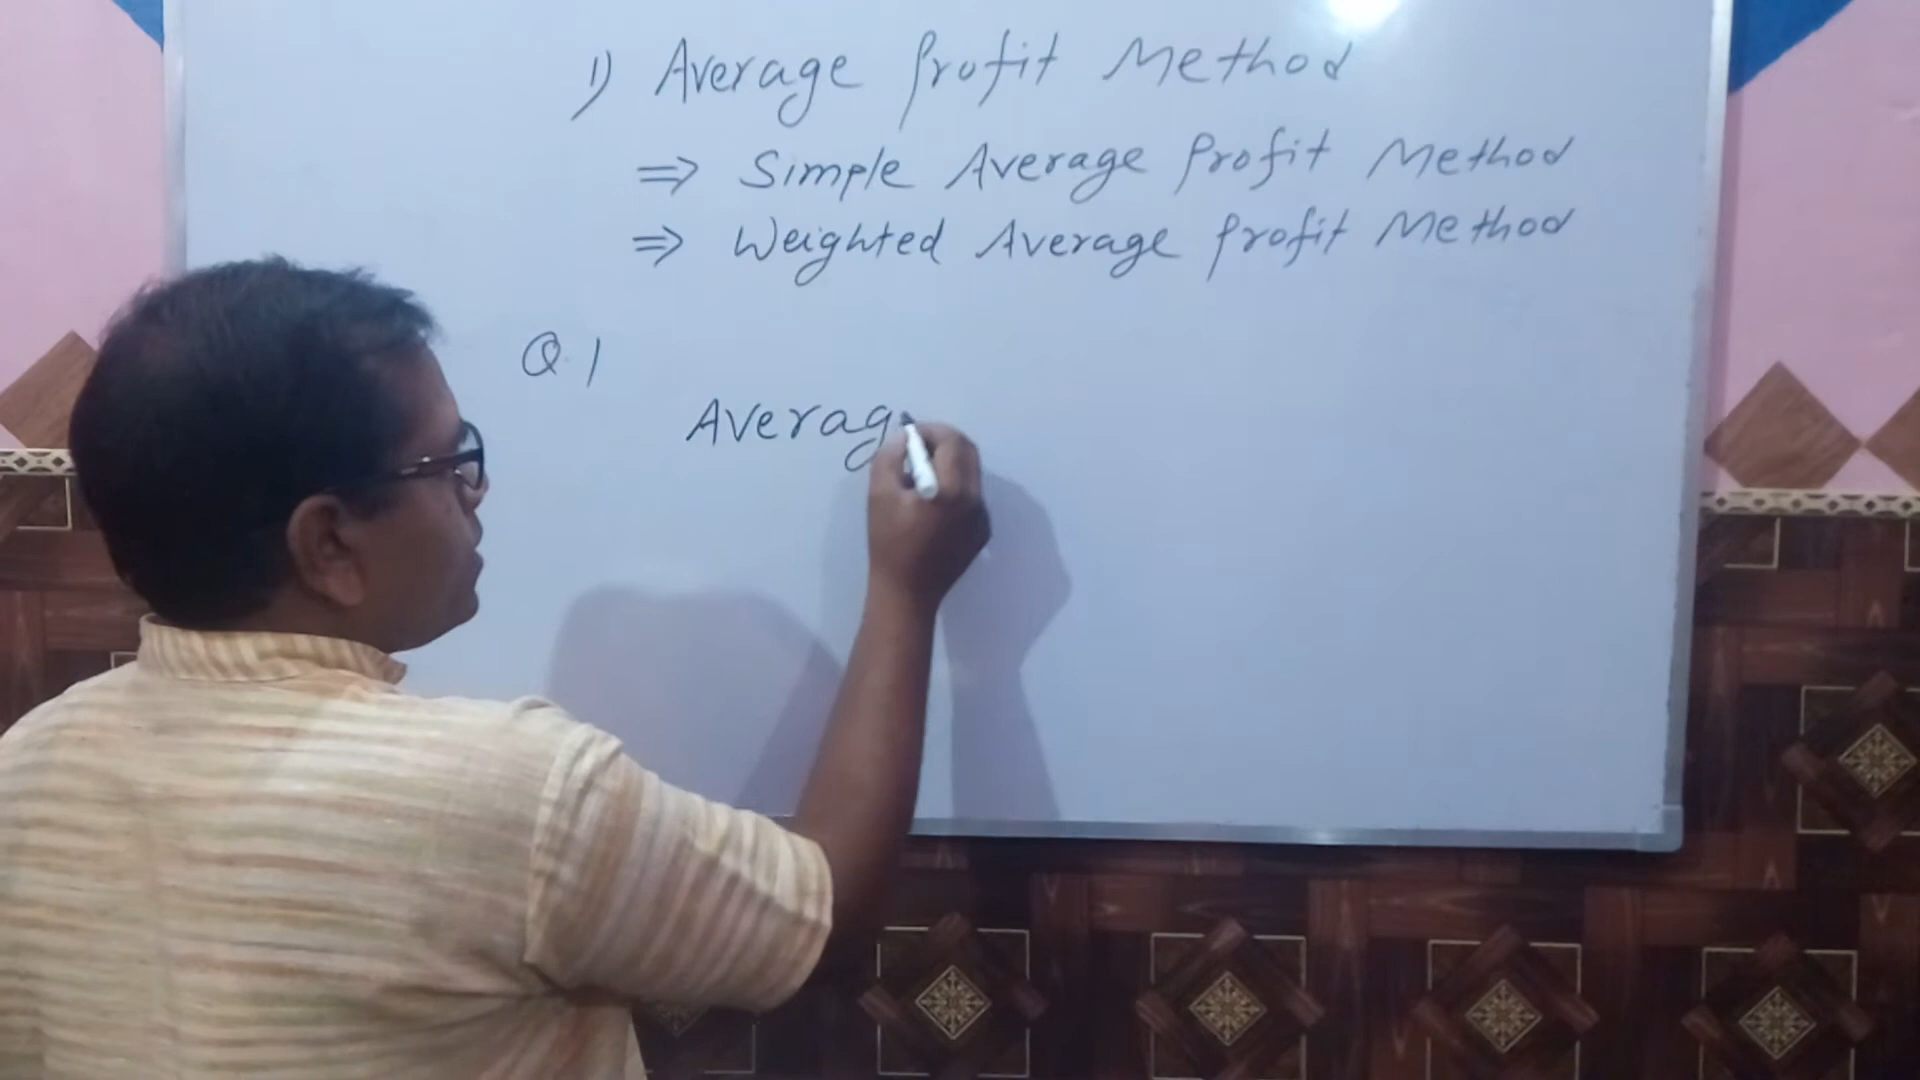 1) Average Profit Method
⇒ Simple Average Profit Method
⇒ Weighted Average Profit Method
Q.1
Averag